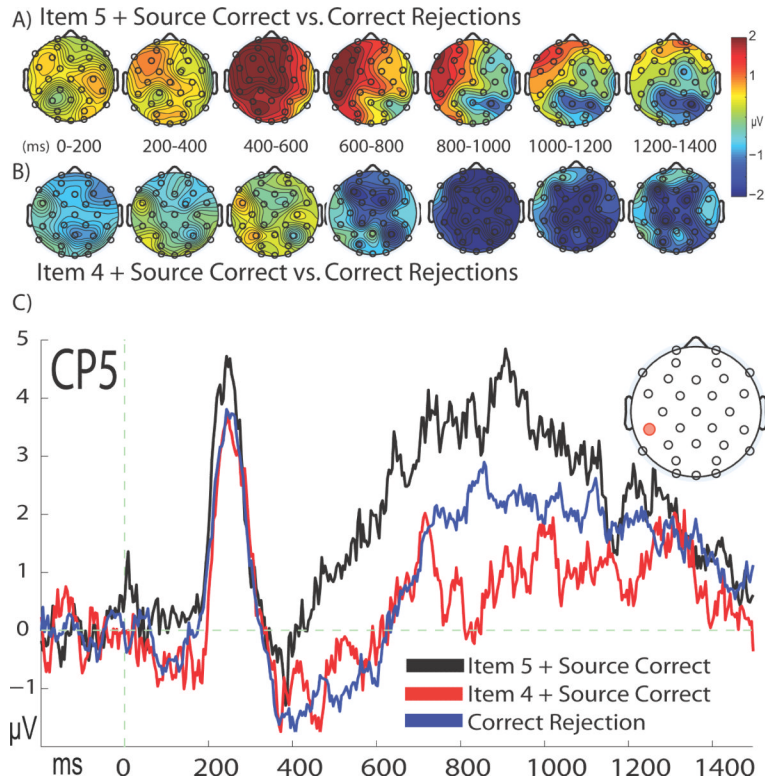 A) Item 5 + Source Correct vs. Correct Rejections
2
1
μV
-1
-2
(ms) 0-200 200-400 400-600 600-800 800-1000 1000-1200 1200-1400
B)
Item 4 + Source Correct vs. Correct Rejections
C)
5
CP5
4
3
2
1
0
−1
μV
Item 5 + Source Correct
Item 4 + Source Correct
Correct Rejection
ms 0 200 400 600 800 1000 1200 1400